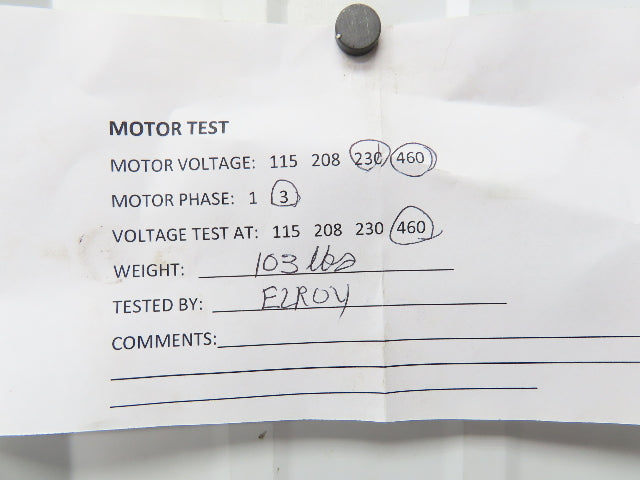 MOTOR TEST
MOTOR VOLTAGE: 115 208 230 460
MOTOR PHASE: 1 3
VOLTAGE TEST AT: 115 208 230 460
WEIGHT: 103 lbs
TESTED BY: ELROY
COMMENTS: